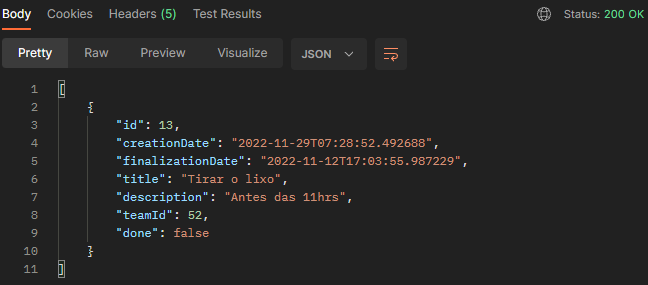 Body Cookies Headers (5) Test Results Status: 200 OK
Pretty Raw Preview Visualize JSON
1 [
2 {
3 "id": 13,
4 "creationDate": "2022-11-29T07:28:52.492688",
5 "finalizationDate": "2022-11-12T17:03:55.987229",
6 "title": "Tirar o lixo",
7 "description": "Antes das 11hrs",
8 "teamId": 52,
9 "done": false
10 }
11 ]